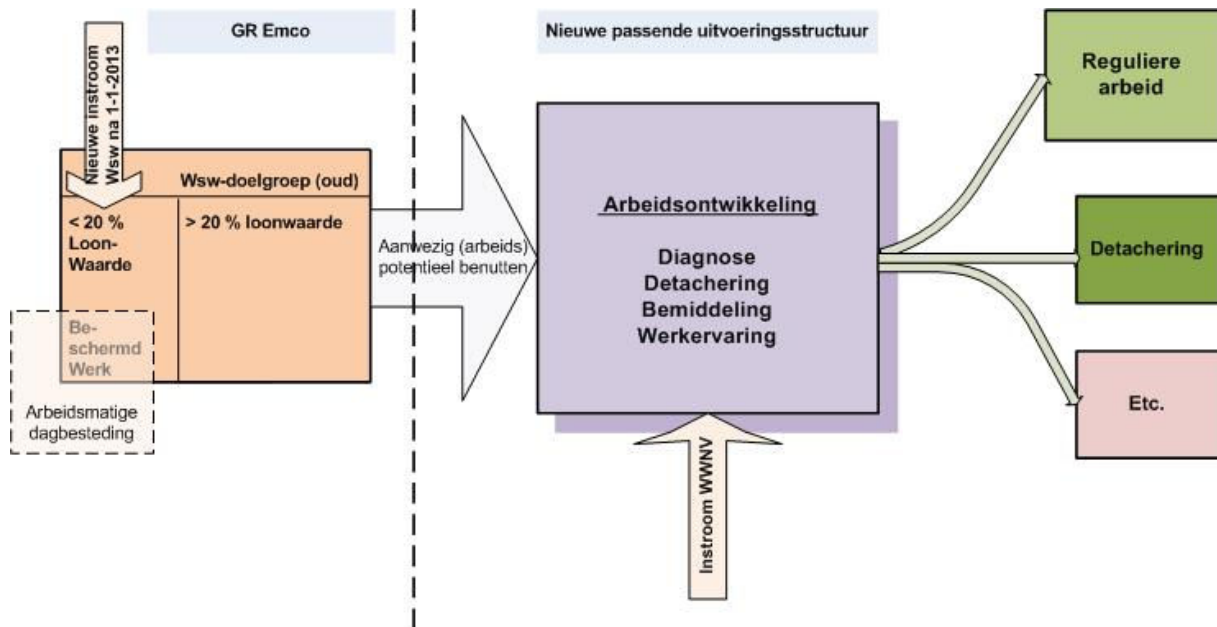 GR Emco
Nieuwe passende uitvoeringsstructuur
Nieuwe instroom
Wsw na 1-1-2013
Wsw-doelgroep (oud)
< 20 %
Loon-
Waarde
> 20 % loonwaarde
Be-
schermd
Werk
Arbeidsmatige
dagbesteding
Aanwezig (arbeids)
potentieel benutten
Arbeidsontwikkeling
Diagnose
Detachering
Bemiddeling
Werkervaring
Instroom WWNV
Reguliere
arbeid
Detachering
Etc.